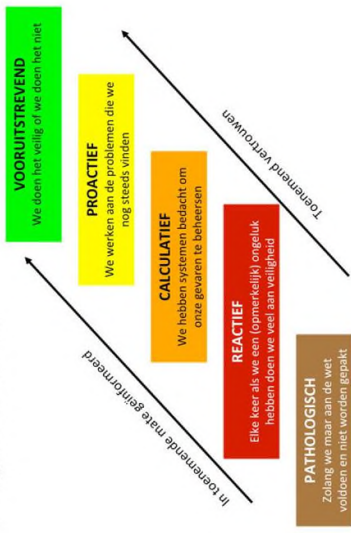 VOORUITSTREVEND
We doen het veilig of we doen het niet
PROACTIEF
We werken aan de problemen die we
nog steeds vinden
CALCULATIEF
We hebben systemen bedacht om
onze gevaren te beheersen
REACTIEF
Elke keer als we een (opmerkelijk) ongeluk
hebben doen we veel aan veiligheid
PATHOLOGISCH
Zolang we maar aan de wet
voldoen en niet worden gepakt
In toenemende mate geïnformeerd
Toenemend vertrouwen